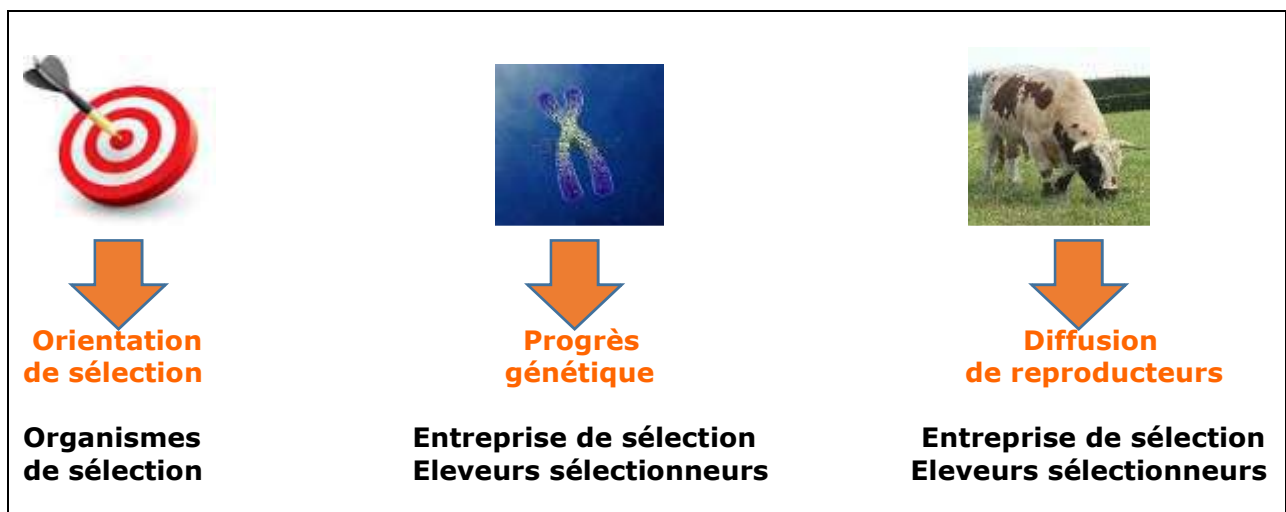 Orientation
de sélection
Organismes
de sélection
Progrès
génétique
Entreprise de sélection
Eleveurs sélectionneurs
Diffusion
de reproducteurs
Entreprise de sélection
Eleveurs sélectionneurs